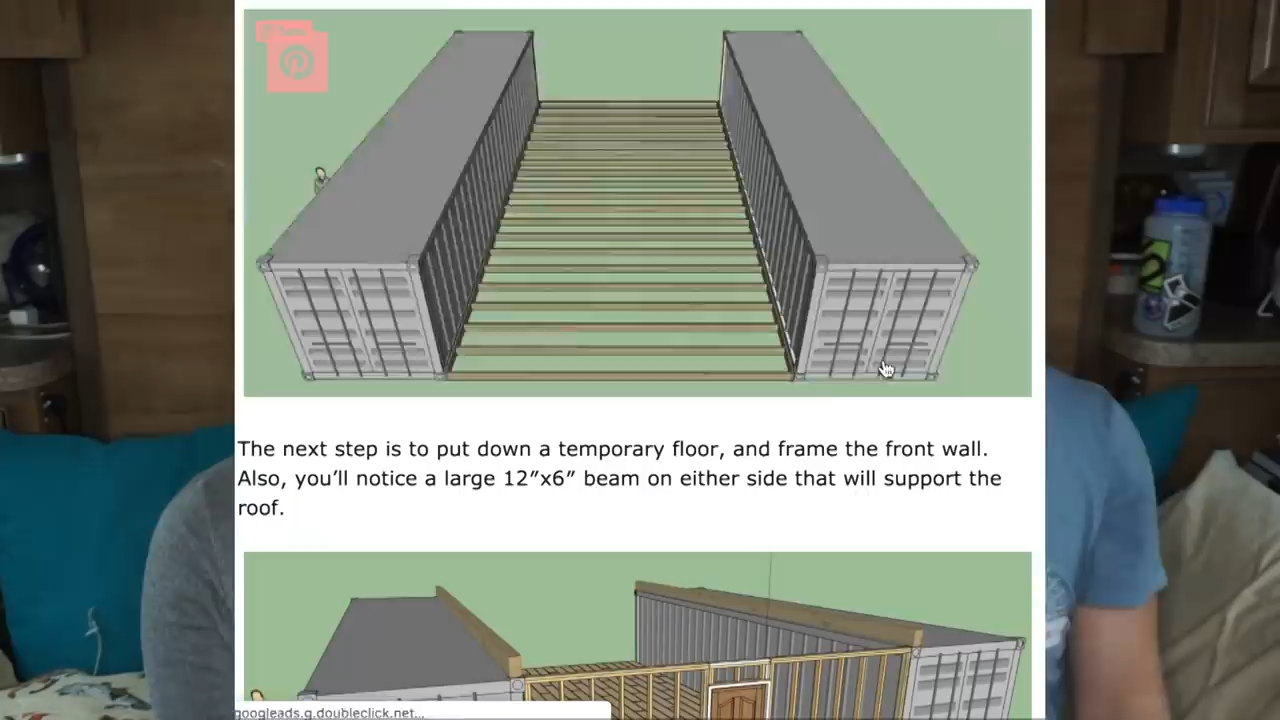 Save
The next step is to put down a temporary floor, and frame the front wall.
Also, you’ll notice a large 12”x6” beam on either side that will support the
roof.
googleads.g.doubleclick.net...